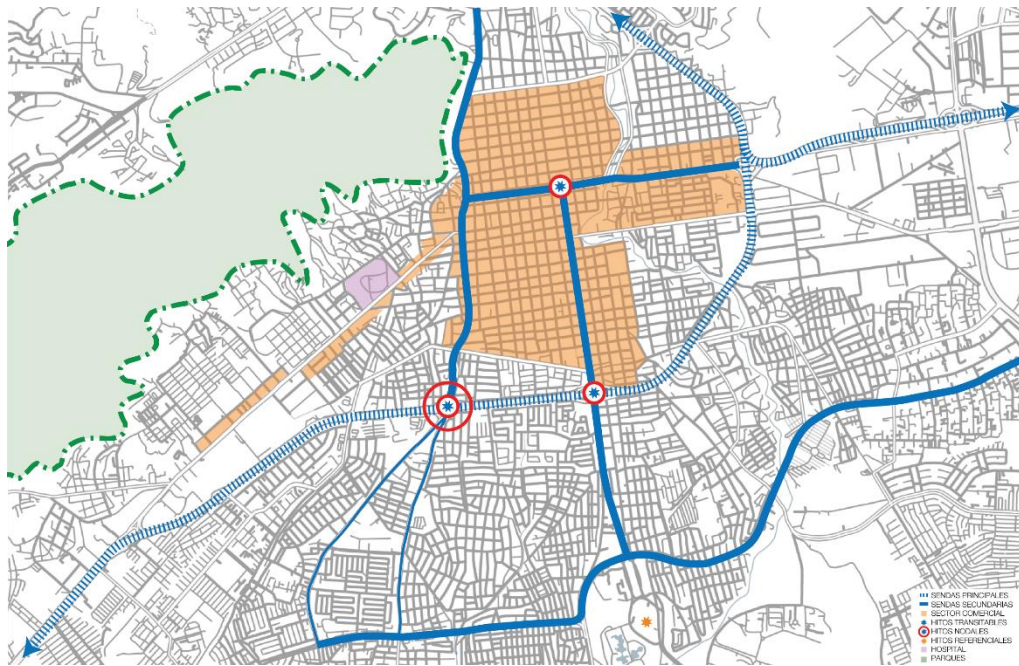 SENDAS PRINCIPALES
SENDAS SECUNDARIAS
SECTOR COMERCIAL
HITOS TRANSITABLES
HITOS NODALES
HITOS REFERENCIALES
HOSPITAL
PARQUES